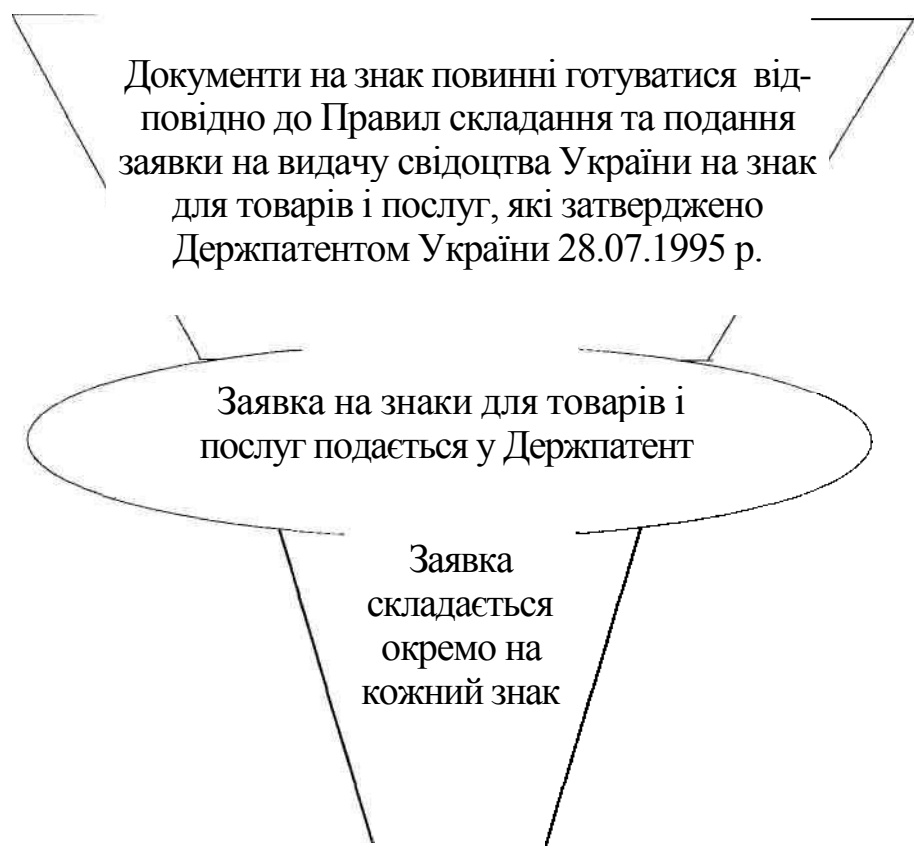 Документи на знак повинні готуватися від-
повідно до Правил складання та подання
заявки на видачу свідоцтва України на знак
для товарів і послуг, які затверджено
Держпатентом України 28.07.1995 р.
Заявка на знаки для товарів і
послуг подається у Держпатент
Заявка
складається
окремо на
кожний знак